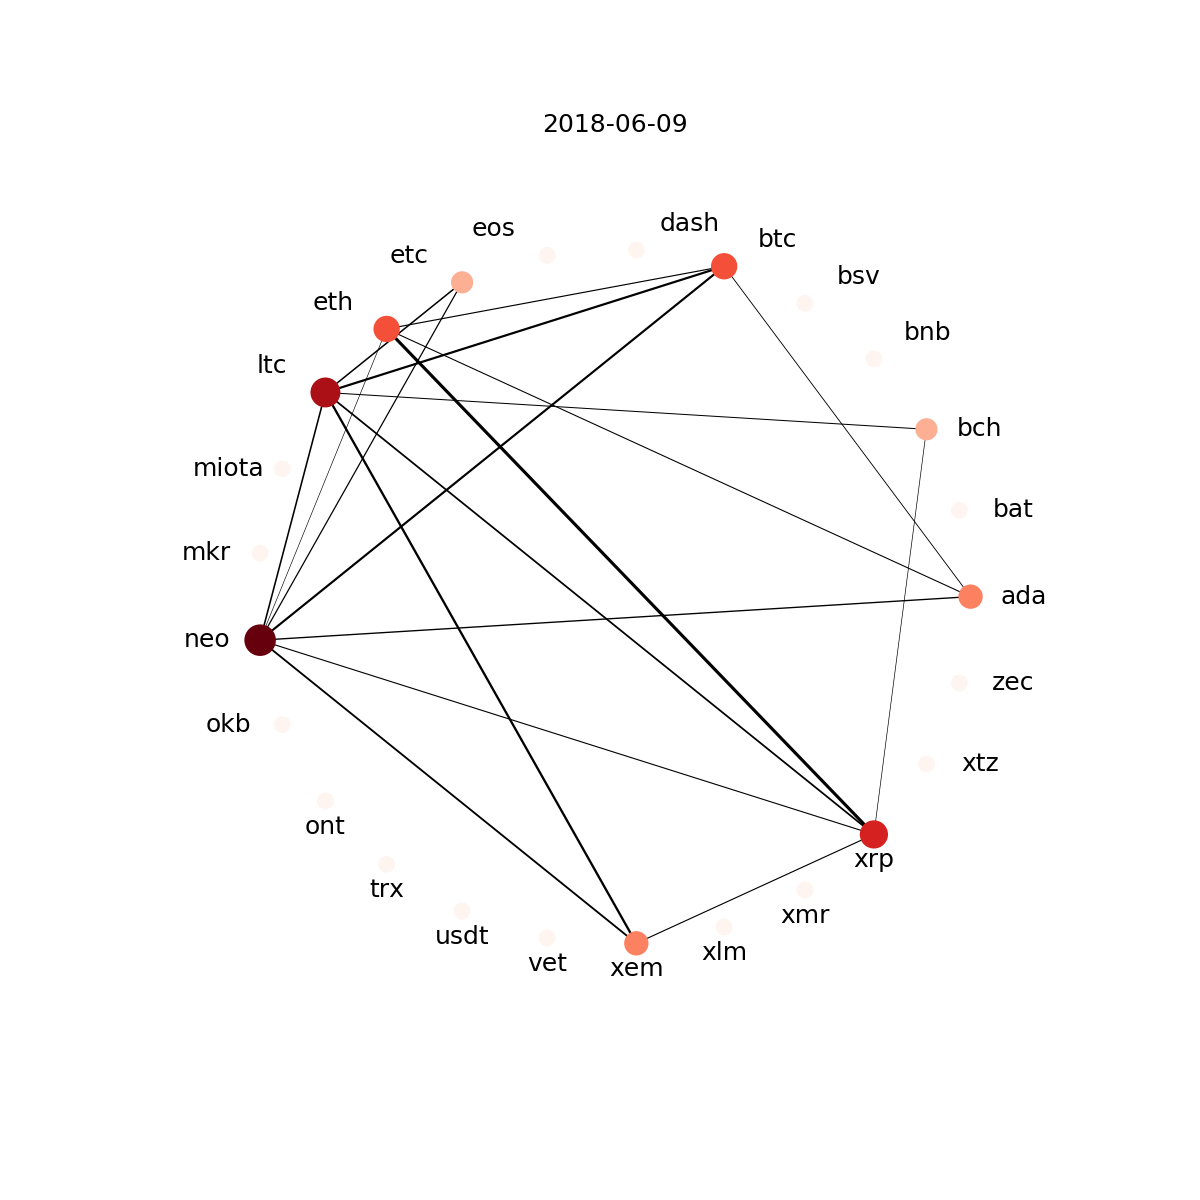 2018-06-09
dash
eos
btc
etc
bsv
eth
bnb
ltc
bch
miota
bat
mkr
ada
neo
zec
okb
xtz
ont
xrp
trx
xmr
usdt
xlm
vet
xem